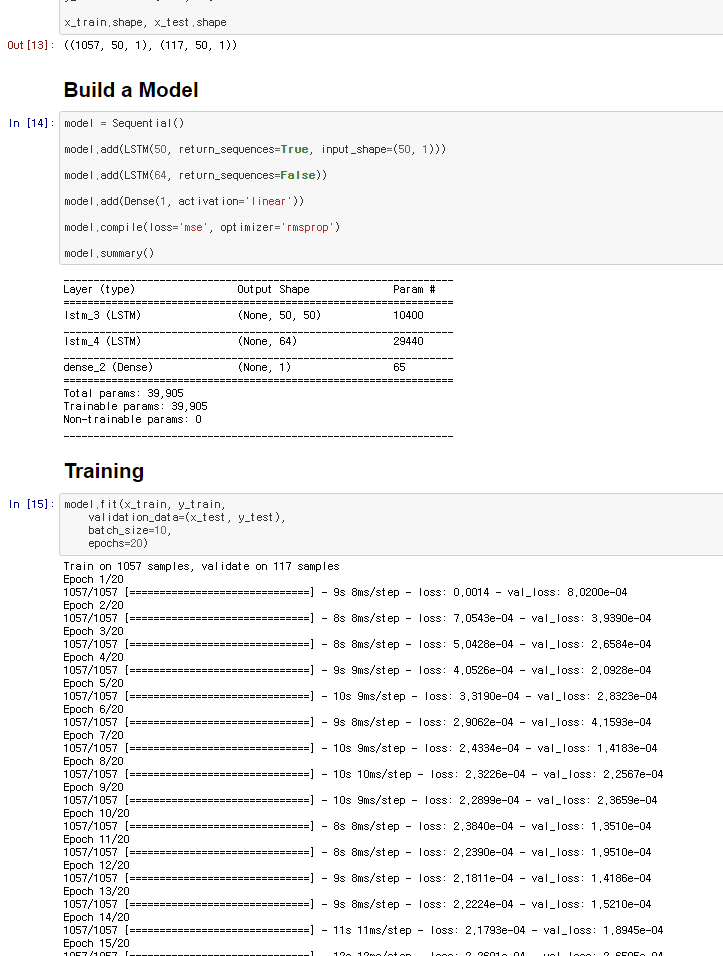 x_train.shape, x_test.shape
Out[13]: ((1057, 50, 1), (117, 50, 1))
Build a Model
In [14]: model = Sequential()
model.add(LSTM(50, return_sequences=True, input_shape=(50, 1)))
model.add(LSTM(64, return_sequences=False))
model.add(Dense(1, activation='linear'))
model.compile(loss='mse', optimizer='rmsprop')
model.summary()
_________________________________________________________________
Layer (type) Output Shape Param #
=================================================================
lstm_3 (LSTM) (None, 50, 50) 10400
_________________________________________________________________
lstm_4 (LSTM) (None, 64) 29440
_________________________________________________________________
dense_2 (Dense) (None, 1) 65
=================================================================
Total params: 39,905
Trainable params: 39,905
Non-trainable params: 0
_________________________________________________________________
Training
In [15]: model.fit(x_train, y_train,
validation_data=(x_test, y_test),
batch_size=10,
epochs=20)
Train on 1057 samples, validate on 117 samples
Epoch 1/20
1057/1057 [==============================] - 9s 8ms/step - loss: 0.0014 - val_loss: 8.0200e-04
Epoch 2/20
1057/1057 [==============================] - 8s 8ms/step - loss: 7.0543e-04 - val_loss: 3.9390e-04
Epoch 3/20
1057/1057 [==============================] - 8s 8ms/step - loss: 5.0428e-04 - val_loss: 2.6584e-04
Epoch 4/20
1057/1057 [==============================] - 9s 9ms/step - loss: 4.0526e-04 - val_loss: 2.0928e-04
Epoch 5/20
1057/1057 [==============================] - 10s 9ms/step - loss: 3.3190e-04 - val_loss: 2.8323e-04
Epoch 6/20
1057/1057 [==============================] - 9s 8ms/step - loss: 2.9062e-04 - val_loss: 4.1593e-04
Epoch 7/20
1057/1057 [==============================] - 10s 9ms/step - loss: 2.4334e-04 - val_loss: 1.4183e-04
Epoch 8/20
1057/1057 [==============================] - 10s 10ms/step - loss: 2.3226e-04 - val_loss: 2.2567e-04
Epoch 9/20
1057/1057 [==============================] - 10s 9ms/step - loss: 2.2899e-04 - val_loss: 2.3659e-04
Epoch 10/20
1057/1057 [==============================] - 8s 8ms/step - loss: 2.3840e-04 - val_loss: 1.3510e-04
Epoch 11/20
1057/1057 [==============================] - 8s 8ms/step - loss: 2.2390e-04 - val_loss: 1.9510e-04
Epoch 12/20
1057/1057 [==============================] - 9s 8ms/step - loss: 2.1811e-04 - val_loss: 1.4186e-04
Epoch 13/20
1057/1057 [==============================] - 9s 8ms/step - loss: 2.2224e-04 - val_loss: 1.5210e-04
Epoch 14/20
1057/1057 [==============================] - 11s 11ms/step - loss: 2.1793e-04 - val_loss: 1.8945e-04
Epoch 15/20